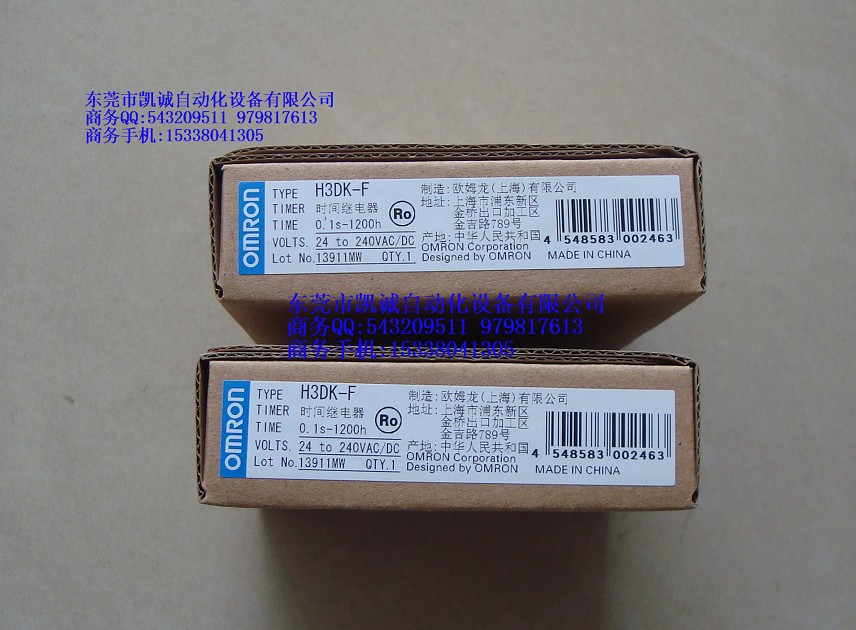 东莞市凯诚自动化设备有限公司
商务QQ:543209511 979817613
商务手机:15338041305
OMRON
TYPE H3DK-F
TIMER 时间继电器
TIME 0.1s-1200h
VOLTS. 24 to 240VAC/DC
Lot No. 13911MW QTY.1
Ro
制造:欧姆龙(上海)有限公司
地址:上海市浦东新区
金桥出口加工区
金吉路789号
产地:中华人民共和国
OMRON Corporation
Designed by OMRON
MADE IN CHINA
4 548583 002463
东莞市凯诚自动化设备有限公司
商务QQ:543209511 979817613
商务手机:15338041305
OMRON
TYPE H3DK-F
TIMER 时间继电器
TIME 0.1s-1200h
VOLTS. 24 to 240VAC/DC
Lot No. 13911MW QTY.1
Ro
制造:欧姆龙(上海)有限公司
地址:上海市浦东新区
金桥出口加工区
金吉路789号
产地:中华人民共和国
OMRON Corporation
Designed by OMRON
MADE IN CHINA
4 548583 002463